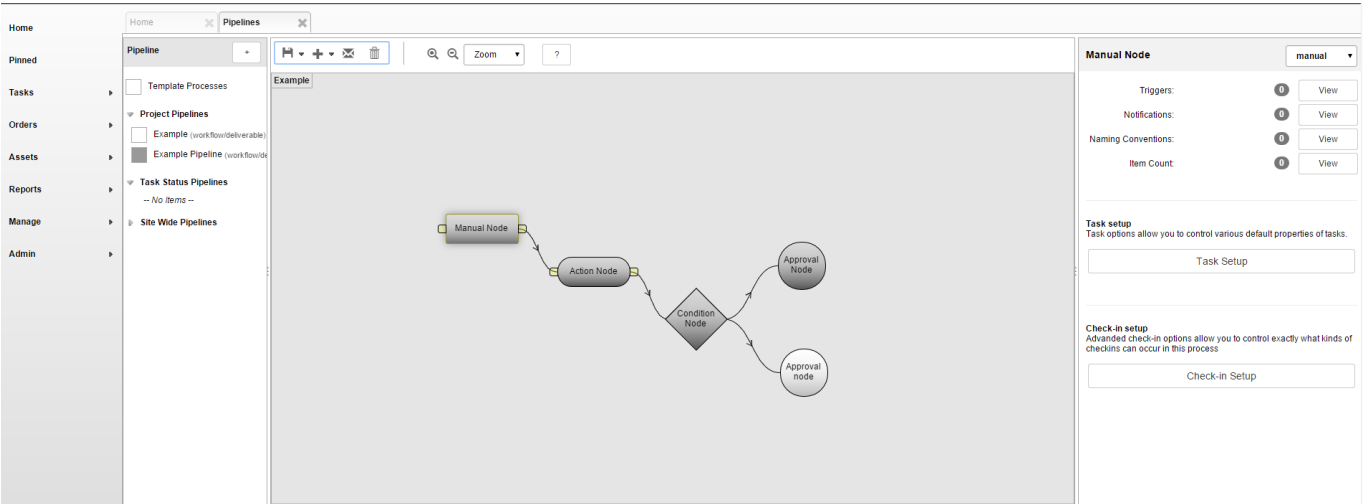 Home
Pinned
Tasks
Orders
Assets
Reports
Manage
Admin
Home
Pipelines
Pipeline
+
Template Processes
Project Pipelines
Example (workflow/deliverable)
Example Pipeline (workflow/de
Task Status Pipelines
-- No Items --
Site Wide Pipelines
Zoom
?
Example
Manual Node
Action Node
Condition
Node
Approval
Node
Approval
node
Manual Node
manual
Triggers: 0 View
Notifications: 0 View
Naming Conventions: 0 View
Item Count: 0 View
Task setup
Task options allow you to control various default properties of tasks.
Task Setup
Check-in setup
Advanded check-in options allow you to control exactly what kinds of
checkins can occur in this process
Check-in Setup